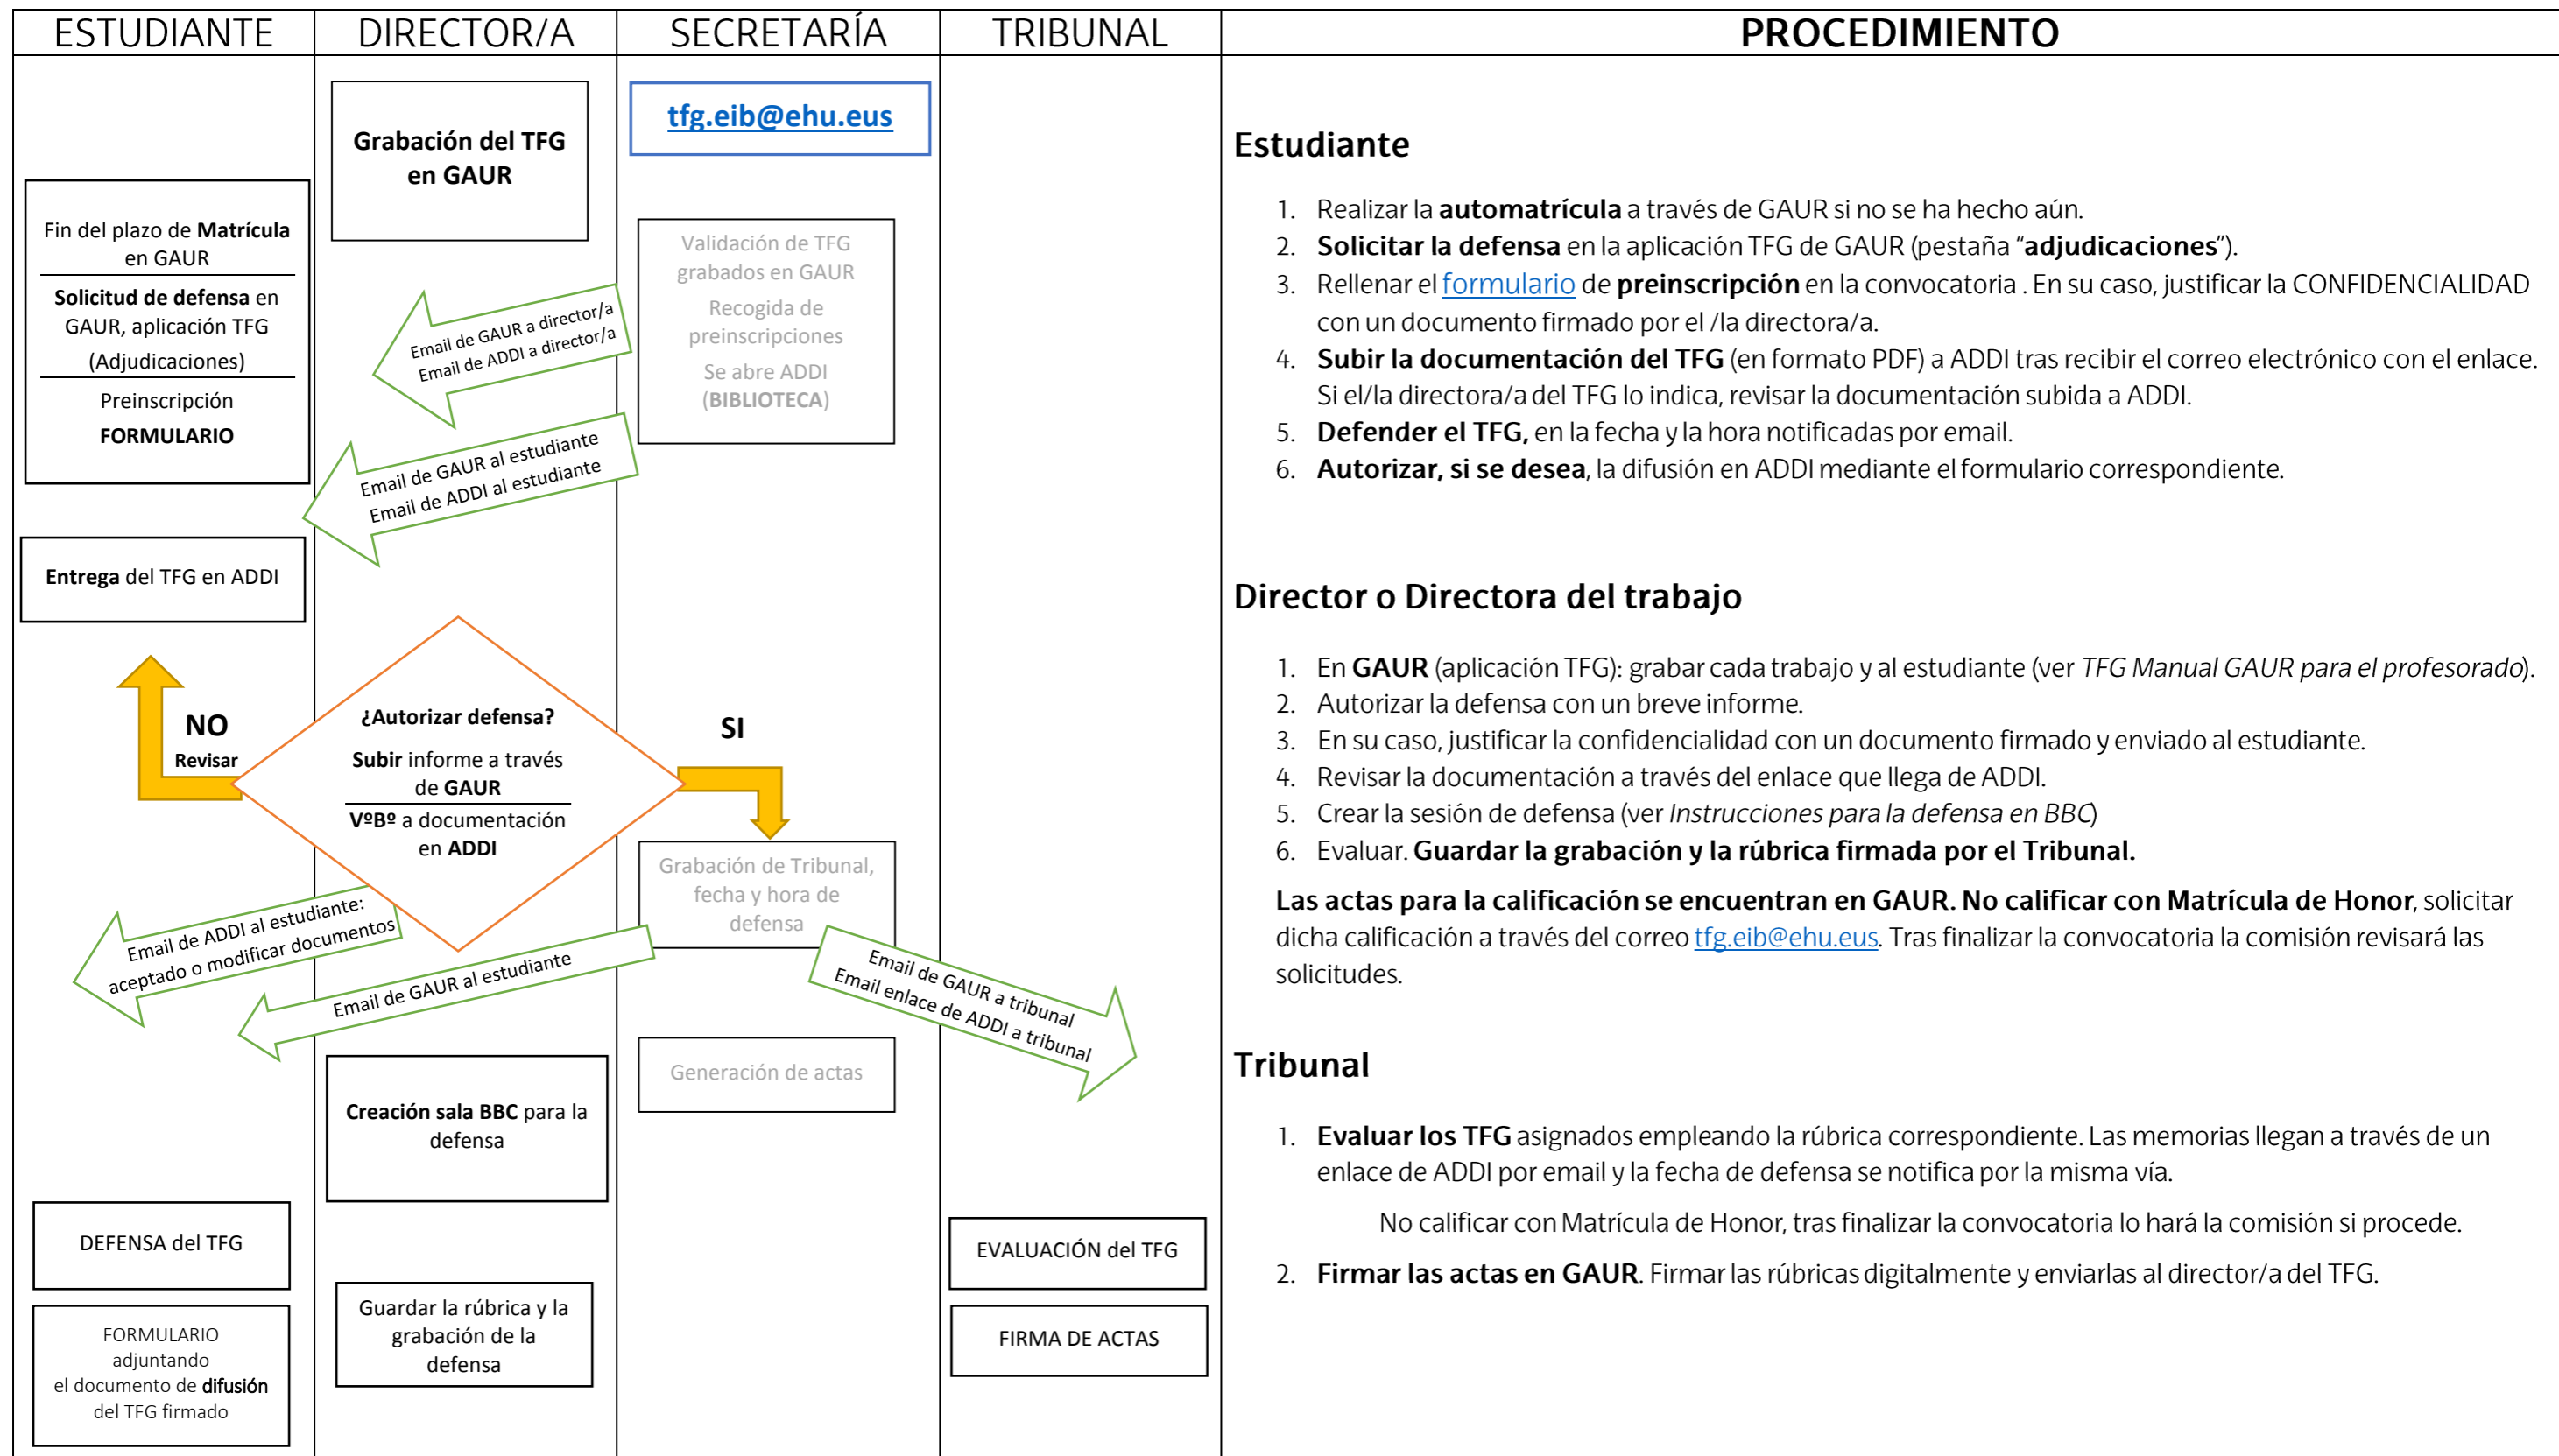 ESTUDIANTE
DIRECTOR/A
SECRETARÍA
TRIBUNAL
PROCEDIMIENTO
Fin del plazo de Matrícula
en GAUR
Solicitud de defensa en
GAUR, aplicación TFG
(Adjudicaciones)
Preinscripción
FORMULARIO
Grabación del TFG
en GAUR
tfg.eib@ehu.eus
Validación de TFG
grabados en GAUR
Recogida de
preinscripciones
Se abre ADDI
(BIBLIOTECA)
Email de GAUR a director/a
Email de ADDI a director/a
Email de GAUR al estudiante
Email de ADDI al estudiante
Entrega del TFG en ADDI
NO
Revisar
¿Autorizar defensa?
Subir informe a través
de GAUR
VºBº a documentación
en ADDI
SI
Grabación de Tribunal,
fecha y hora de
defensa
Email de ADDI al estudiante:
aceptado o modificar documentos
Email de GAUR al estudiante
Email de GAUR a tribunal
Email enlace de ADDI a tribunal
Generación de actas
Creación sala BBC para la
defensa
DEFENSA del TFG
EVALUACIÓN del TFG
Guardar la rúbrica y la
grabación de la
defensa
FORMULARIO
adjuntando
el documento de difusión
del TFG firmado
FIRMA DE ACTAS
Estudiante
1. Realizar la automatrícula a través de GAUR si no se ha hecho aún.
2. Solicitar la defensa en la aplicación TFG de GAUR (pestaña “adjudicaciones”).
3. Rellenar el formulario de preinscripción en la convocatoria . En su caso, justificar la CONFIDENCIALIDAD
con un documento firmado por el /la directora/a.
4. Subir la documentación del TFG (en formato PDF) a ADDI tras recibir el correo electrónico con el enlace.
Si el/la directora/a del TFG lo indica, revisar la documentación subida a ADDI.
5. Defender el TFG, en la fecha y la hora notificadas por email.
6. Autorizar, si se desea, la difusión en ADDI mediante el formulario correspondiente.
Director o Directora del trabajo
1. En GAUR (aplicación TFG): grabar cada trabajo y al estudiante (ver TFG Manual GAUR para el profesorado).
2. Autorizar la defensa con un breve informe.
3. En su caso, justificar la confidencialidad con un documento firmado y enviado al estudiante.
4. Revisar la documentación a través del enlace que llega de ADDI.
5. Crear la sesión de defensa (ver Instrucciones para la defensa en BBC)
6. Evaluar. Guardar la grabación y la rúbrica firmada por el Tribunal.
Las actas para la calificación se encuentran en GAUR. No calificar con Matrícula de Honor, solicitar
dicha calificación a través del correo tfg.eib@ehu.eus. Tras finalizar la convocatoria la comisión revisará las
solicitudes.
Tribunal
1. Evaluar los TFG asignados empleando la rúbrica correspondiente. Las memorias llegan a través de un
enlace de ADDI por email y la fecha de defensa se notifica por la misma vía.
No calificar con Matrícula de Honor, tras finalizar la convocatoria lo hará la comisión si procede.
2. Firmar las actas en GAUR. Firmar las rúbricas digitalmente y enviarlas al director/a del TFG.